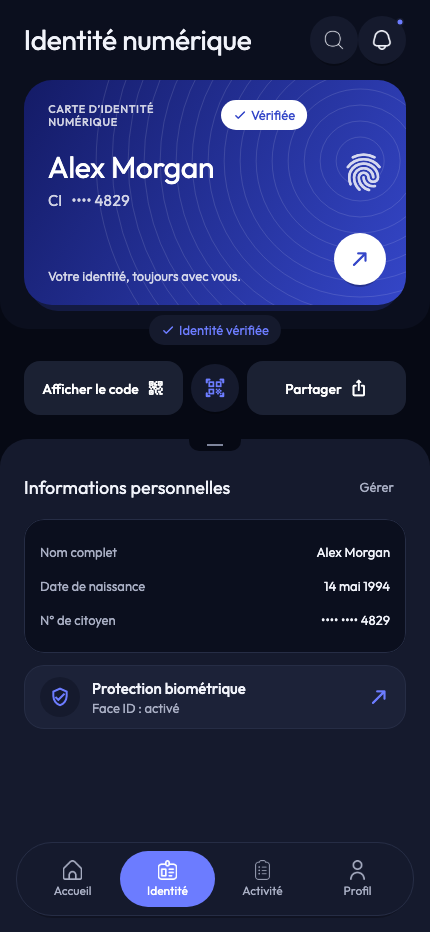 Identité numérique
CARTE D'IDENTITÉ
NUMÉRIQUE
Vérifiée
Alex Morgan
CI •••• 4829
Votre identité, toujours avec vous.
Identité vérifiée
Afficher le code
Partager
Informations personnelles
Gérer
Nom complet Alex Morgan
Date de naissance 14 mai 1994
N° de citoyen •••• •••• 4829
Protection biométrique
Face ID : activé
Accueil Identité Activité Profil